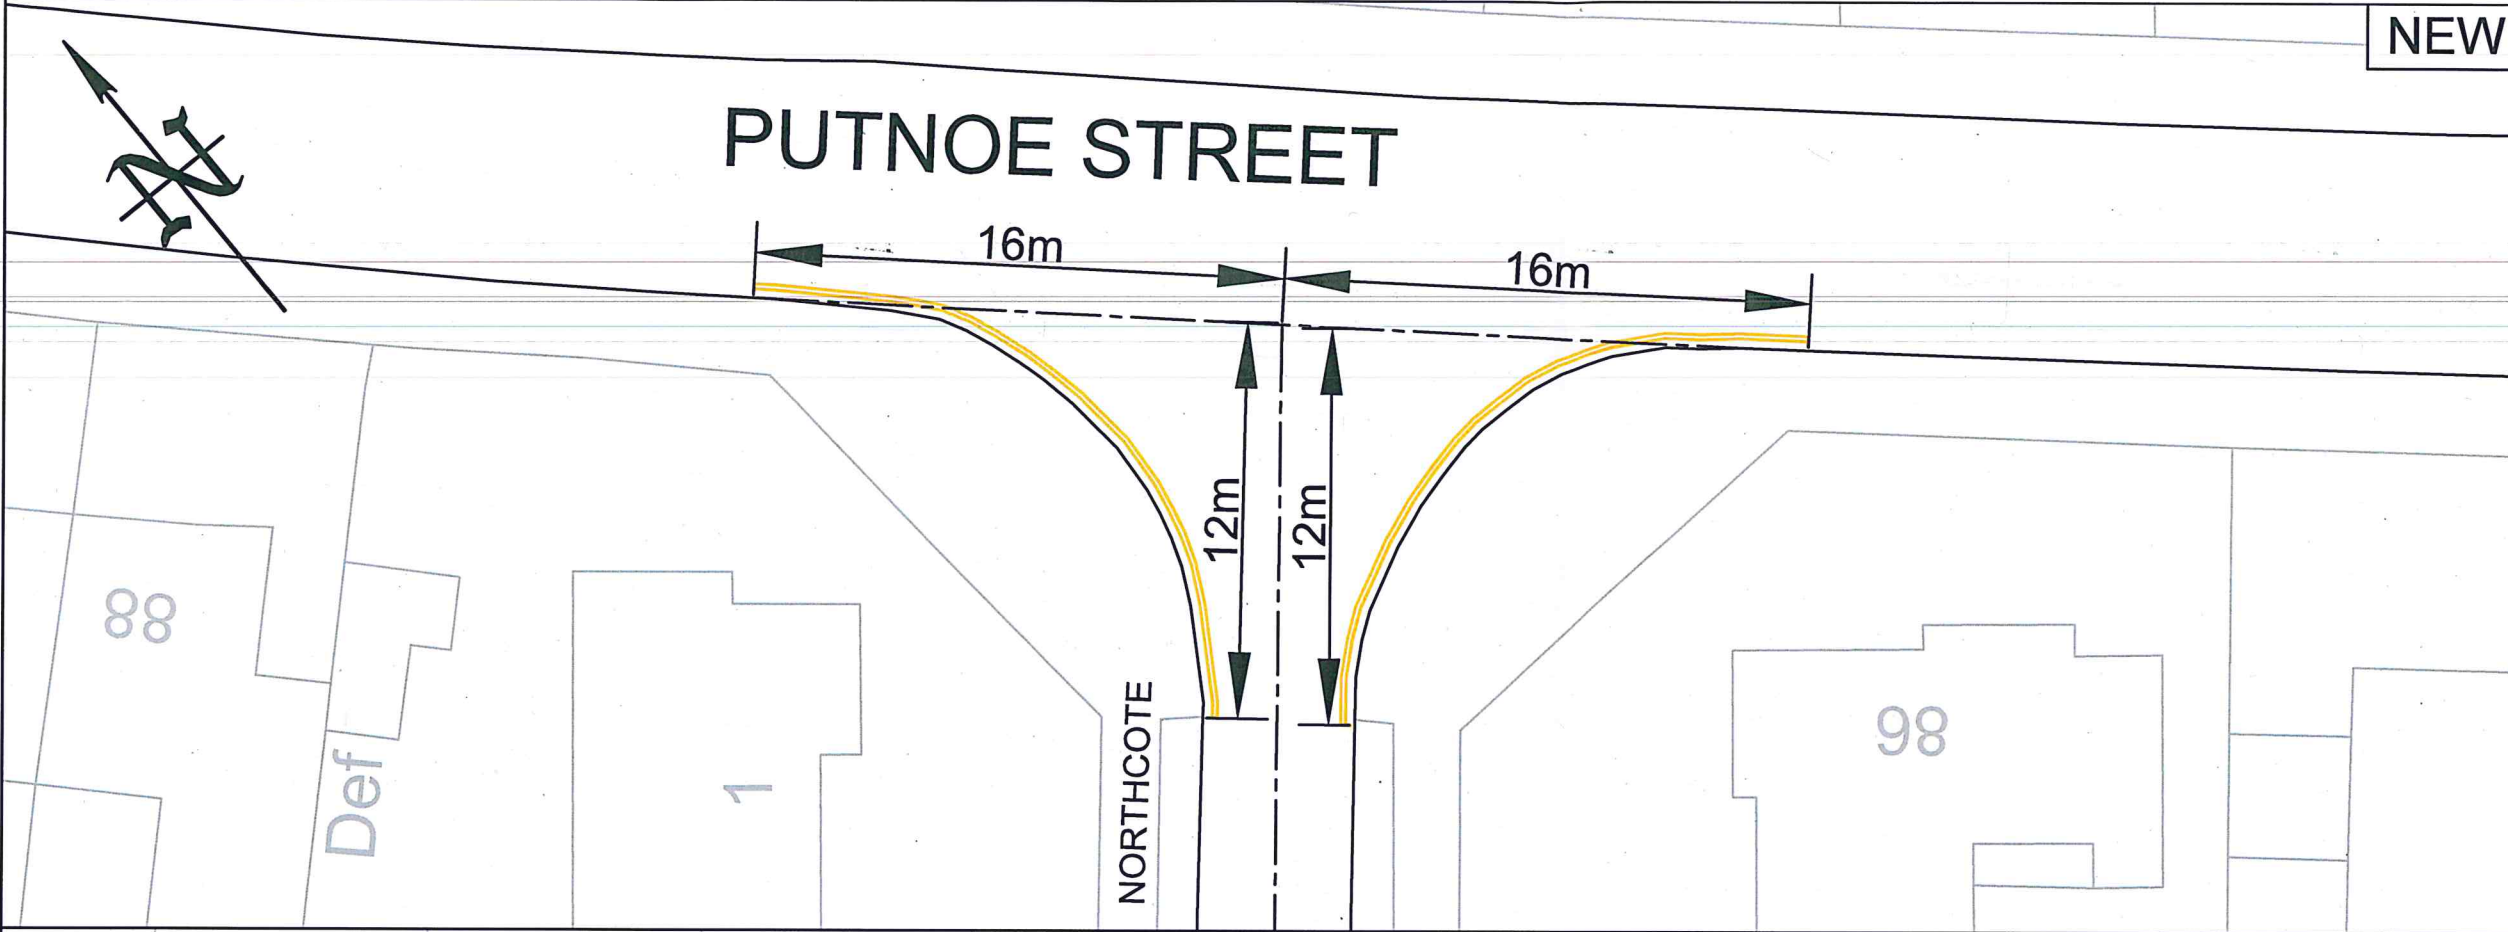 NEW
PUTNOE STREET
16m
16m
12m
12m
88
98
Def
1
NORTHCOTE
N